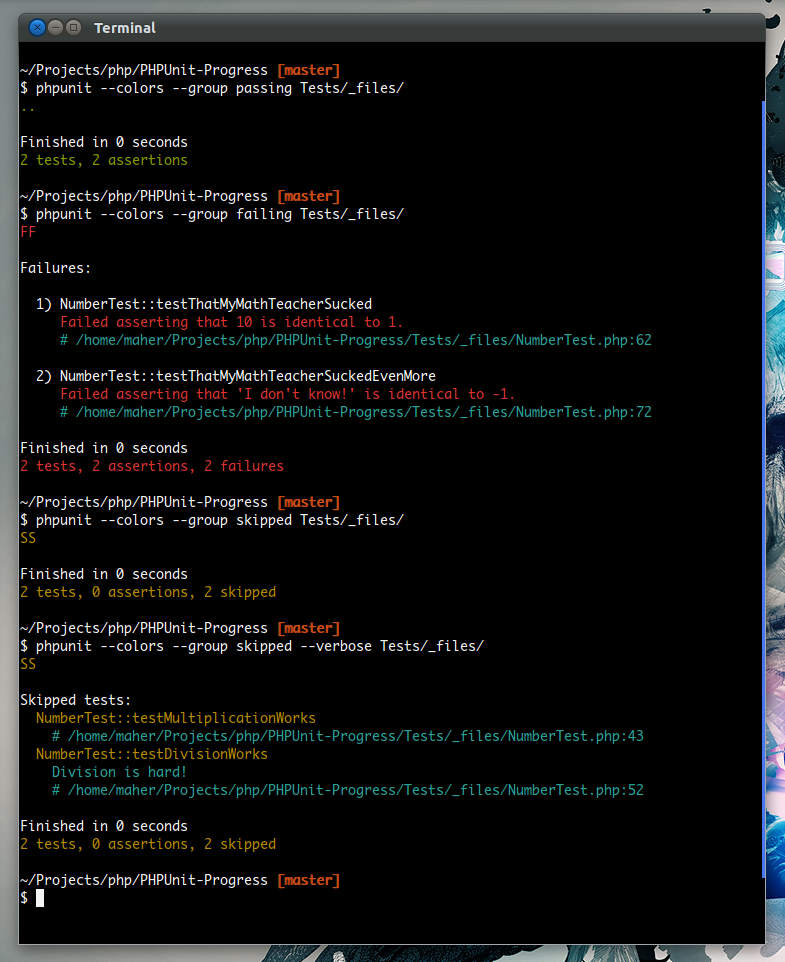 Terminal
~/Projects/php/PHPUnit-Progress [master]
$ phpunit --colors --group passing Tests/_files/
..
Finished in 0 seconds
2 tests, 2 assertions
~/Projects/php/PHPUnit-Progress [master]
$ phpunit --colors --group failing Tests/_files/
FF
Failures:
1) NumberTest::testThatMyMathTeacherSucked
Failed asserting that 10 is identical to 1.
# /home/maher/Projects/php/PHPUnit-Progress/Tests/_files/NumberTest.php:62
2) NumberTest::testThatMyMathTeacherSuckedEvenMore
Failed asserting that 'I don't know!' is identical to -1.
# /home/maher/Projects/php/PHPUnit-Progress/Tests/_files/NumberTest.php:72
Finished in 0 seconds
2 tests, 2 assertions, 2 failures
~/Projects/php/PHPUnit-Progress [master]
$ phpunit --colors --group skipped Tests/_files/
SS
Finished in 0 seconds
2 tests, 0 assertions, 2 skipped
~/Projects/php/PHPUnit-Progress [master]
$ phpunit --colors --group skipped --verbose Tests/_files/
SS
Skipped tests:
NumberTest::testMultiplicationWorks
# /home/maher/Projects/php/PHPUnit-Progress/Tests/_files/NumberTest.php:43
NumberTest::testDivisionWorks
Division is hard!
# /home/maher/Projects/php/PHPUnit-Progress/Tests/_files/NumberTest.php:52
Finished in 0 seconds
2 tests, 0 assertions, 2 skipped
~/Projects/php/PHPUnit-Progress [master]
$